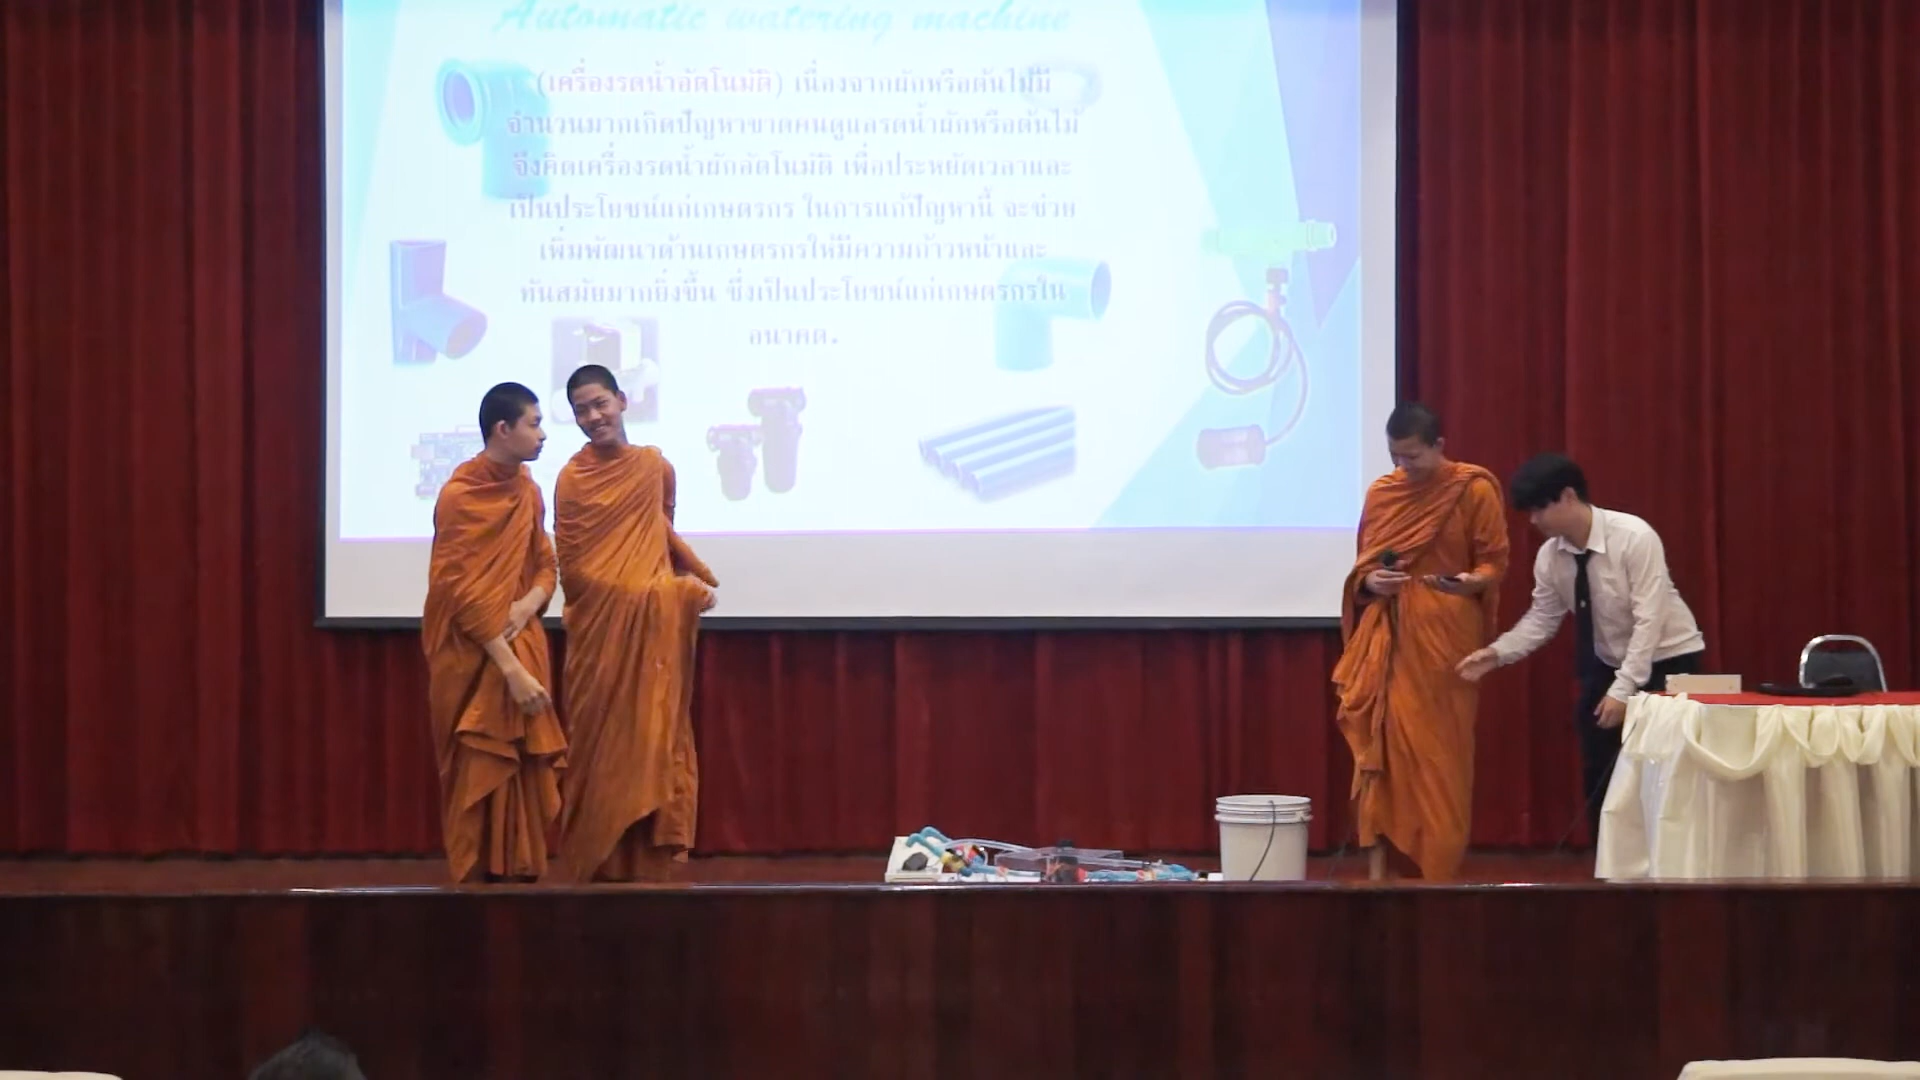 Automatic watering machine
(เครื่องรดน้ำอัตโนมัติ) เนื่องจากผักหรือต้นไม้มี
จำนวนมากเกิดปัญหาขาดคนดูแลรดน้ำผักหรือต้นไม้
จึงคิดเครื่องรดน้ำผักอัตโนมัติ เพื่อประหยัดเวลาและ
เป็นประโยชน์แก่เกษตรกร ในการแก้ปัญหานี้ จะช่วย
เพิ่มพัฒนาด้านเกษตรกรให้มีความก้าวหน้าและ
ทันสมัยมากยิ่งขึ้น ซึ่งเป็นประโยชน์แก่เกษตรกรใน
อนาคต.